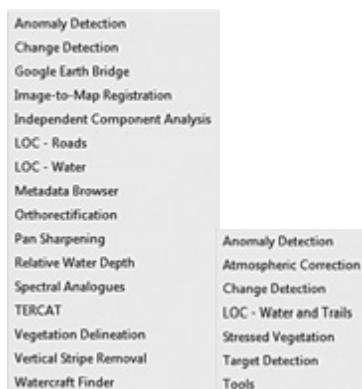 Anomaly Detection
Change Detection
Google Earth Bridge
Image-to-Map Registration
Independent Component Analysis
LOC - Roads
LOC - Water
Metadata Browser
Orthorectification
Pan Sharpening
Relative Water Depth
Spectral Analogues
TERCAT
Vegetation Delineation
Vertical Stripe Removal
Watercraft Finder
Anomaly Detection
Atmospheric Correction
Change Detection
LOC - Water and Trails
Stressed Vegetation
Target Detection
Tools